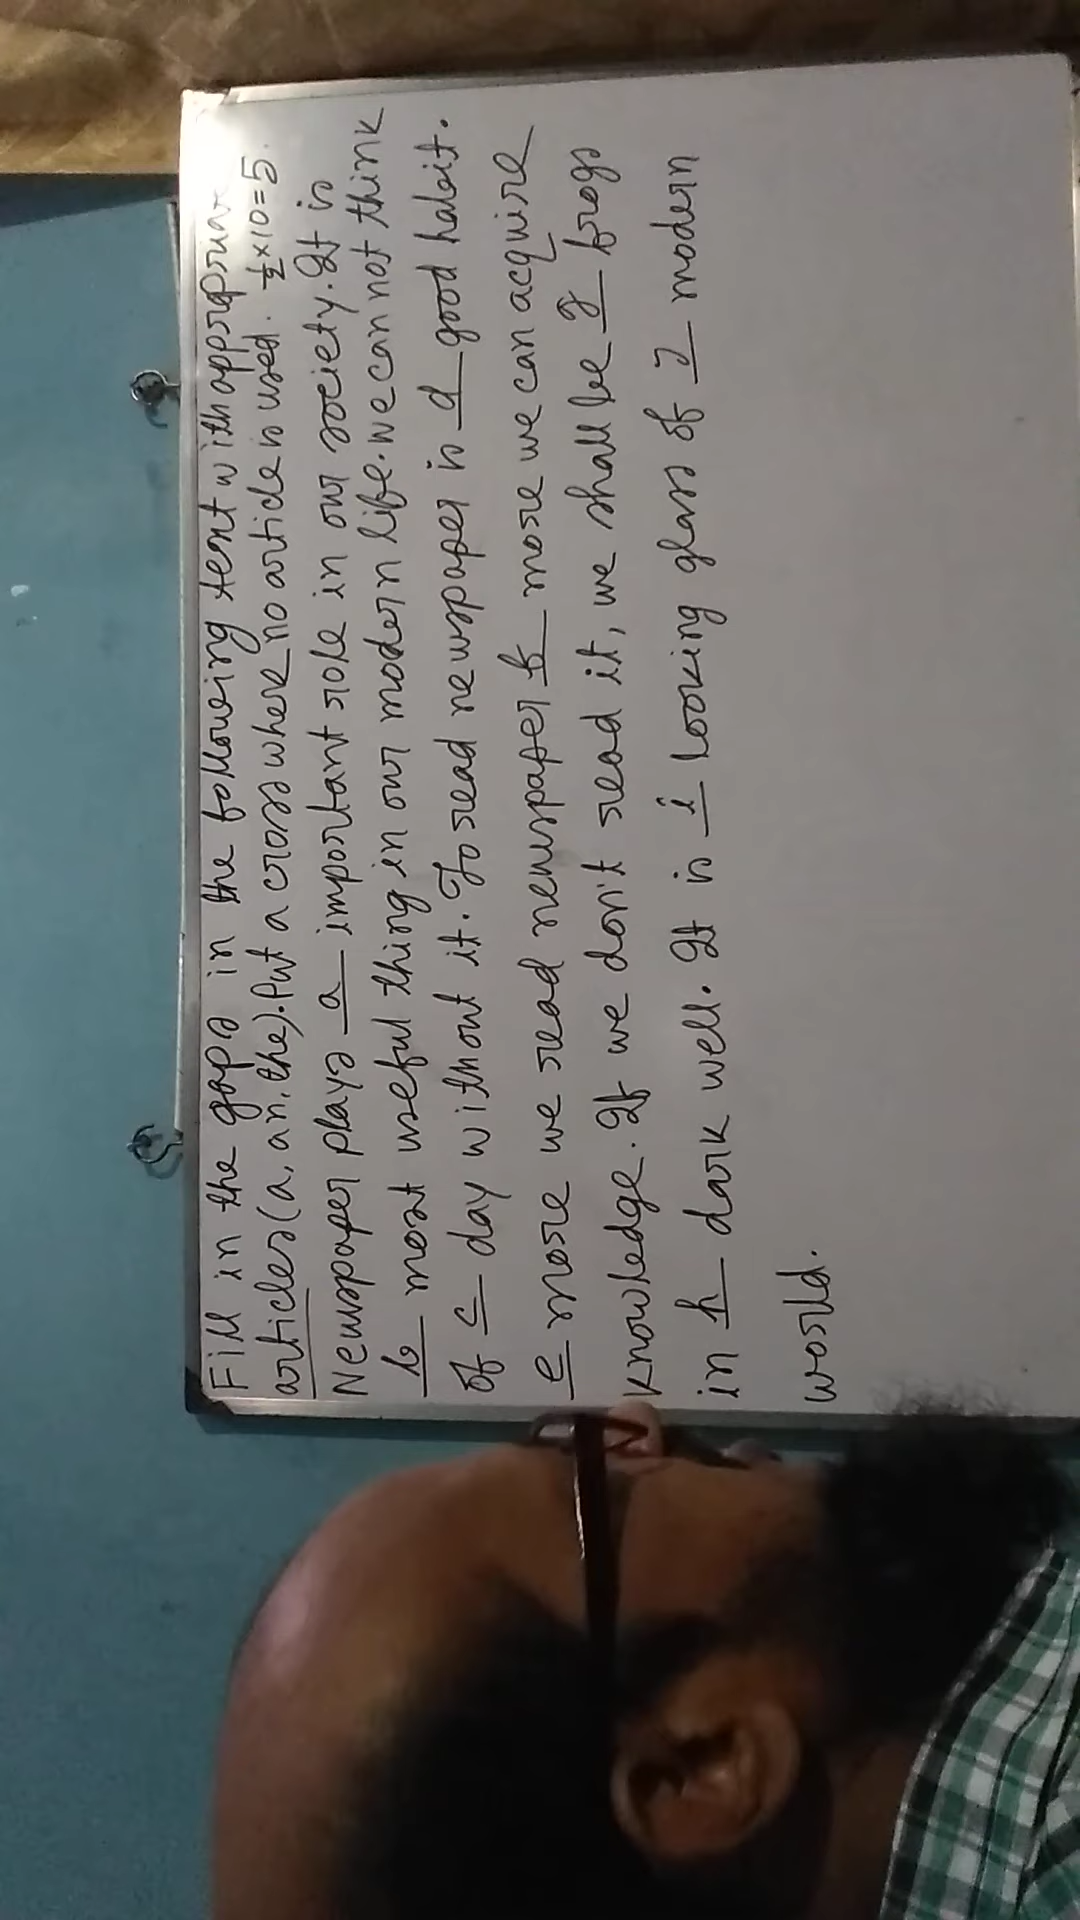 Fill in the gaps in the following text with appropriate
articles (a, an, the). Put a cross where no article is used. ½×10=5.
Newspaper plays a important role in our society. It is
b most useful thing in our modern life. we can not think
of c day without it. To read newspaper is d good habit.
e more we read newspaper f more we can acquire
knowledge. If we don't read it, we shall be g frogs
in h dark well. It is i looking glass of j modern
world.